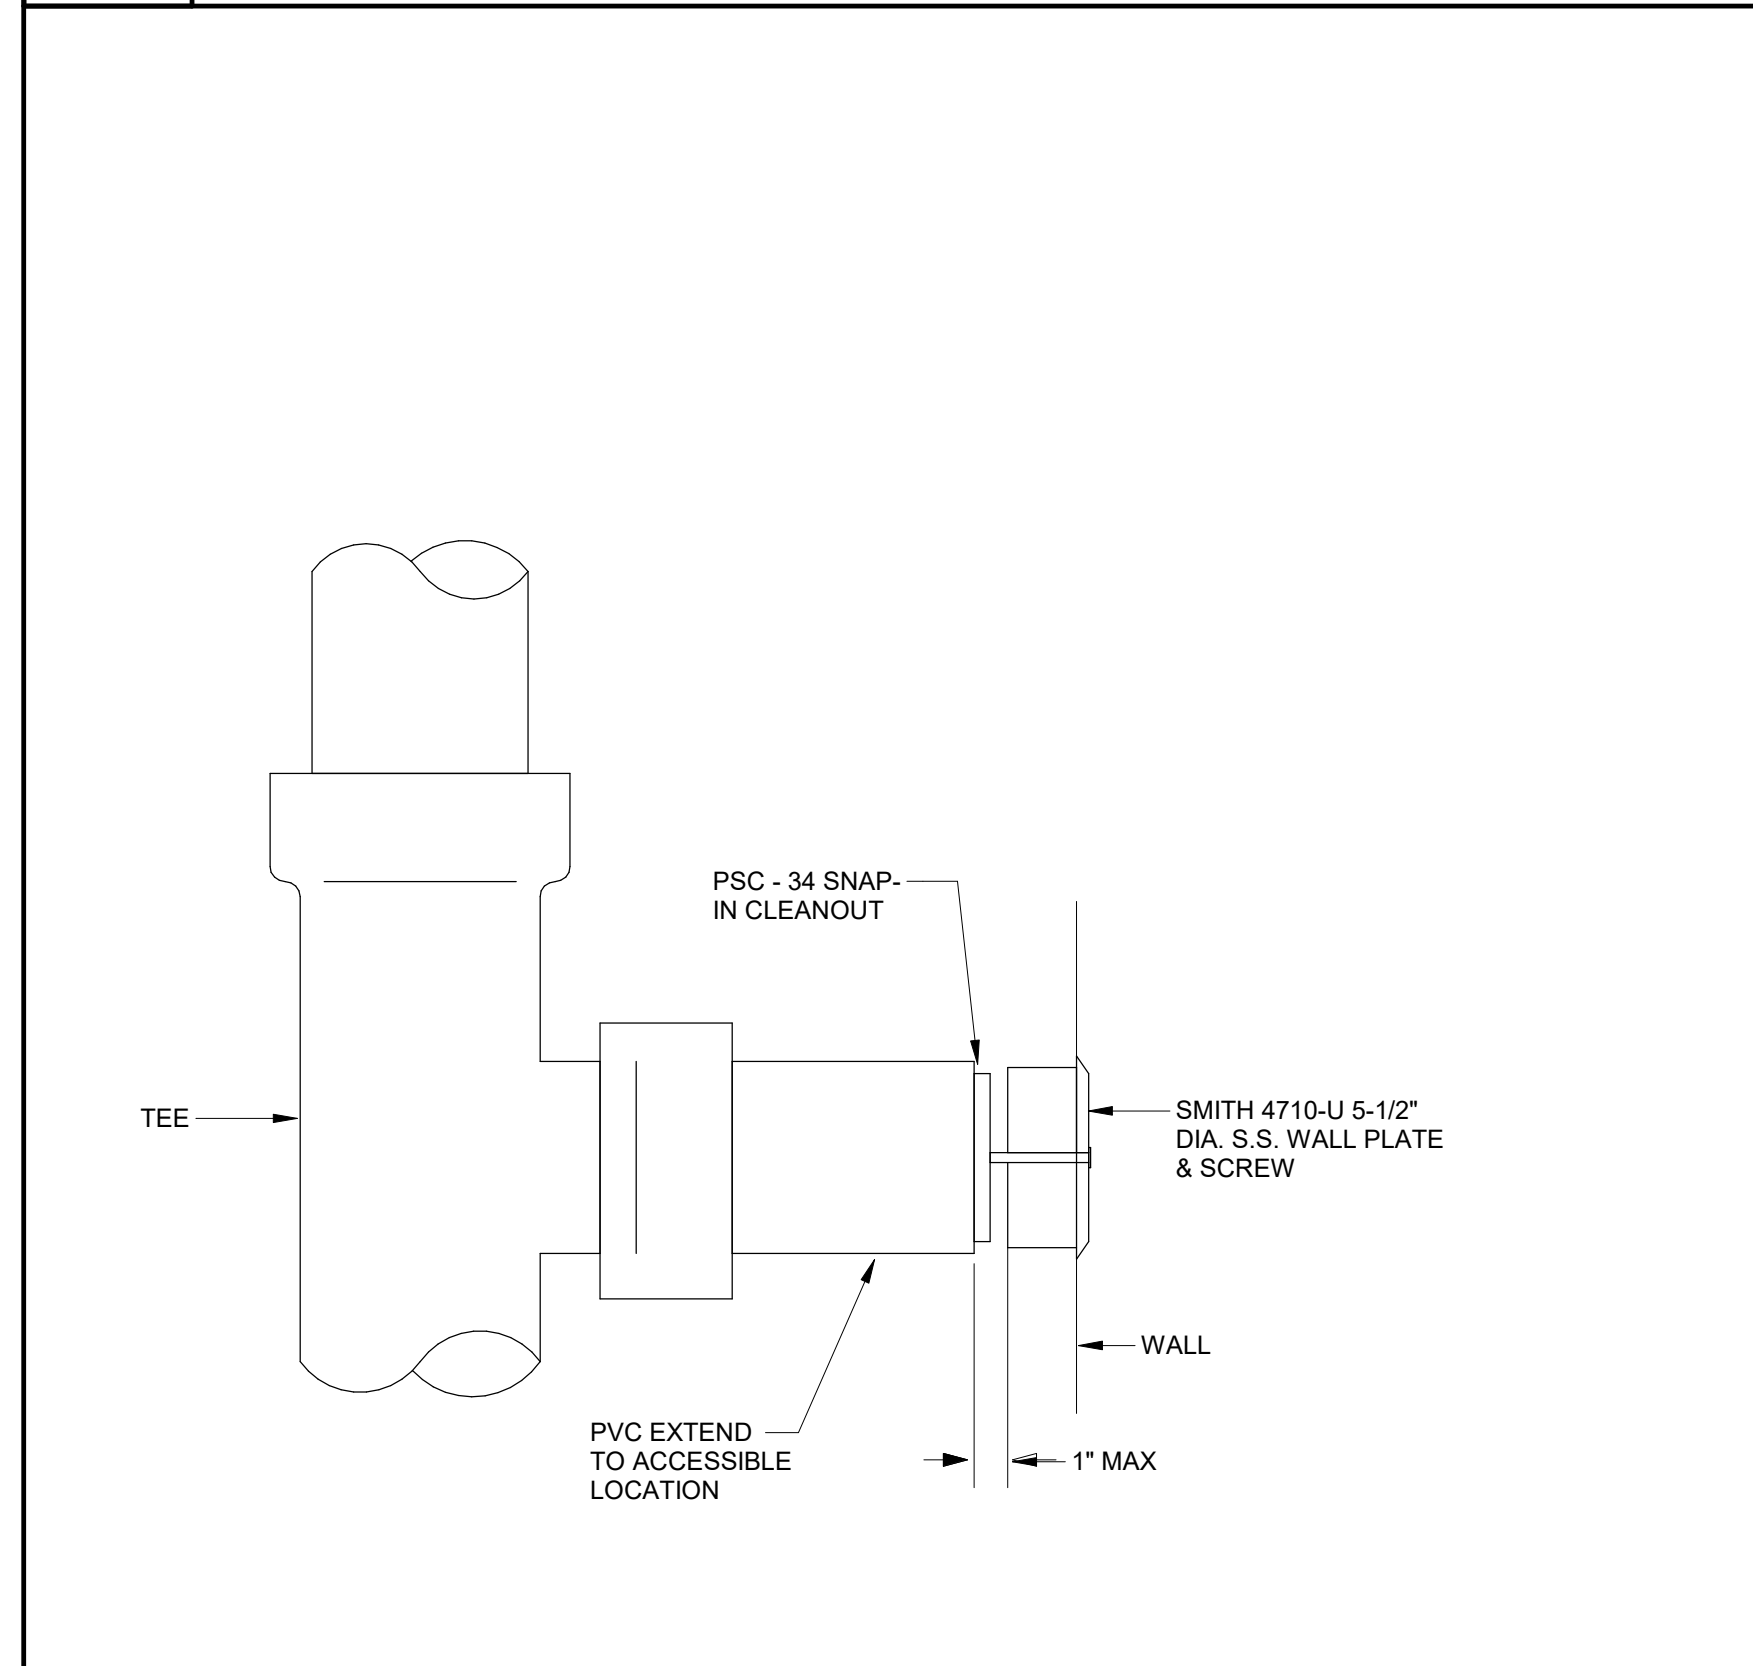 PSC - 34 SNAP-
IN CLEANOUT
TEE
SMITH 4710-U 5-1/2"
DIA. S.S. WALL PLATE
& SCREW
WALL
PVC EXTEND
TO ACCESSIBLE
LOCATION
1" MAX